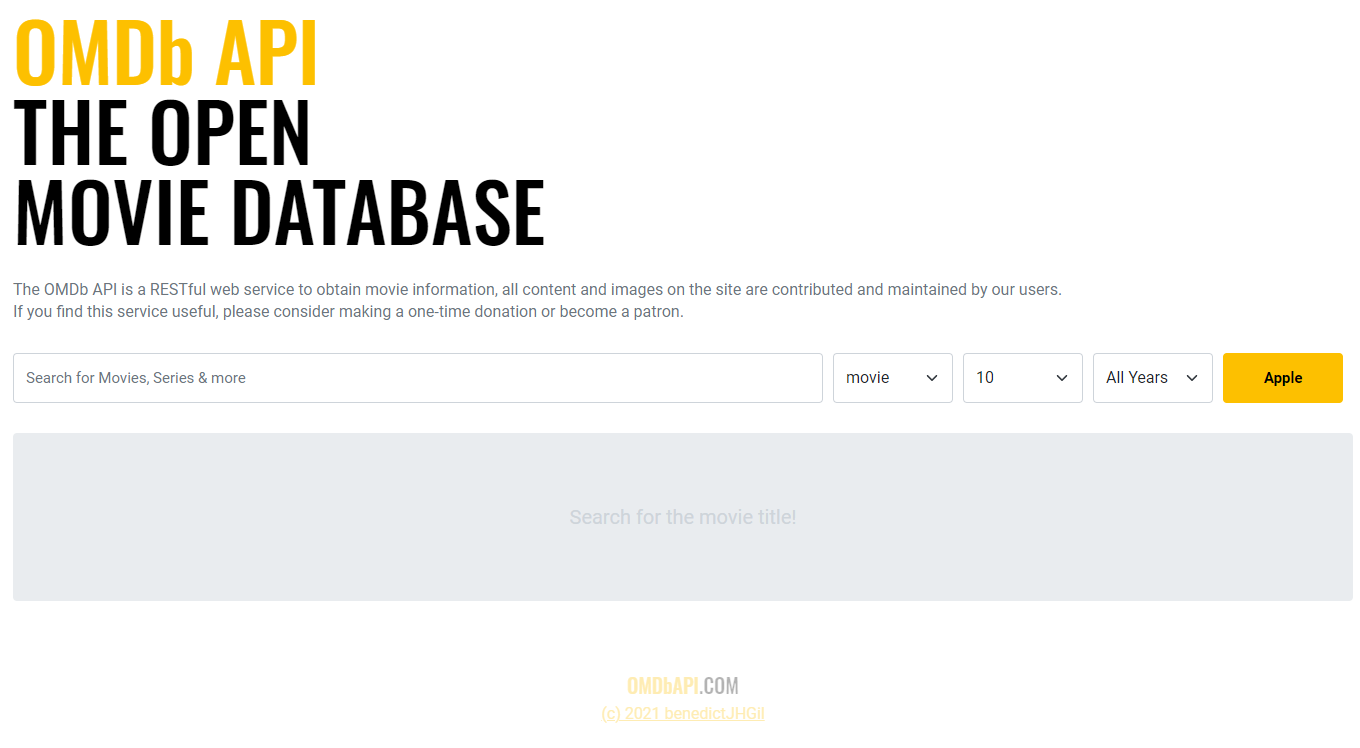 OMDb API
THE OPEN
MOVIE DATABASE
The OMDb API is a RESTful web service to obtain movie information, all content and images on the site are contributed and maintained by our users.
If you find this service useful, please consider making a one-time donation or become a patron.
Search for Movies, Series & more
movie
10
All Years
Apple
Search for the movie title!
OMDbAPI.COM
(c) 2021 benedictJHGil